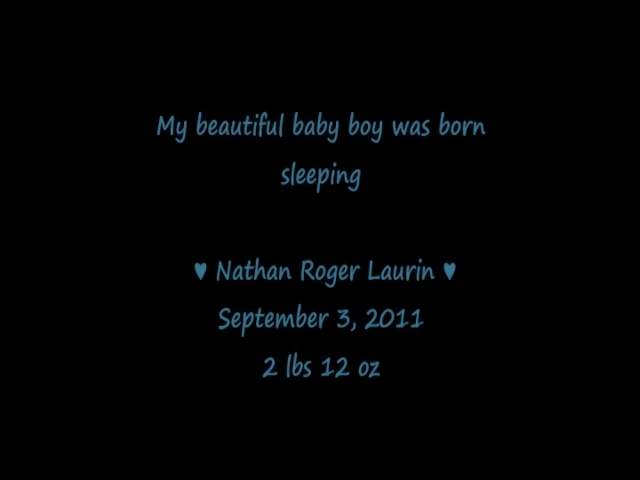 My beautiful baby boy was born
sleeping
♥ Nathan Roger Laurin ♥
September 3, 2011
2 lbs 12 oz